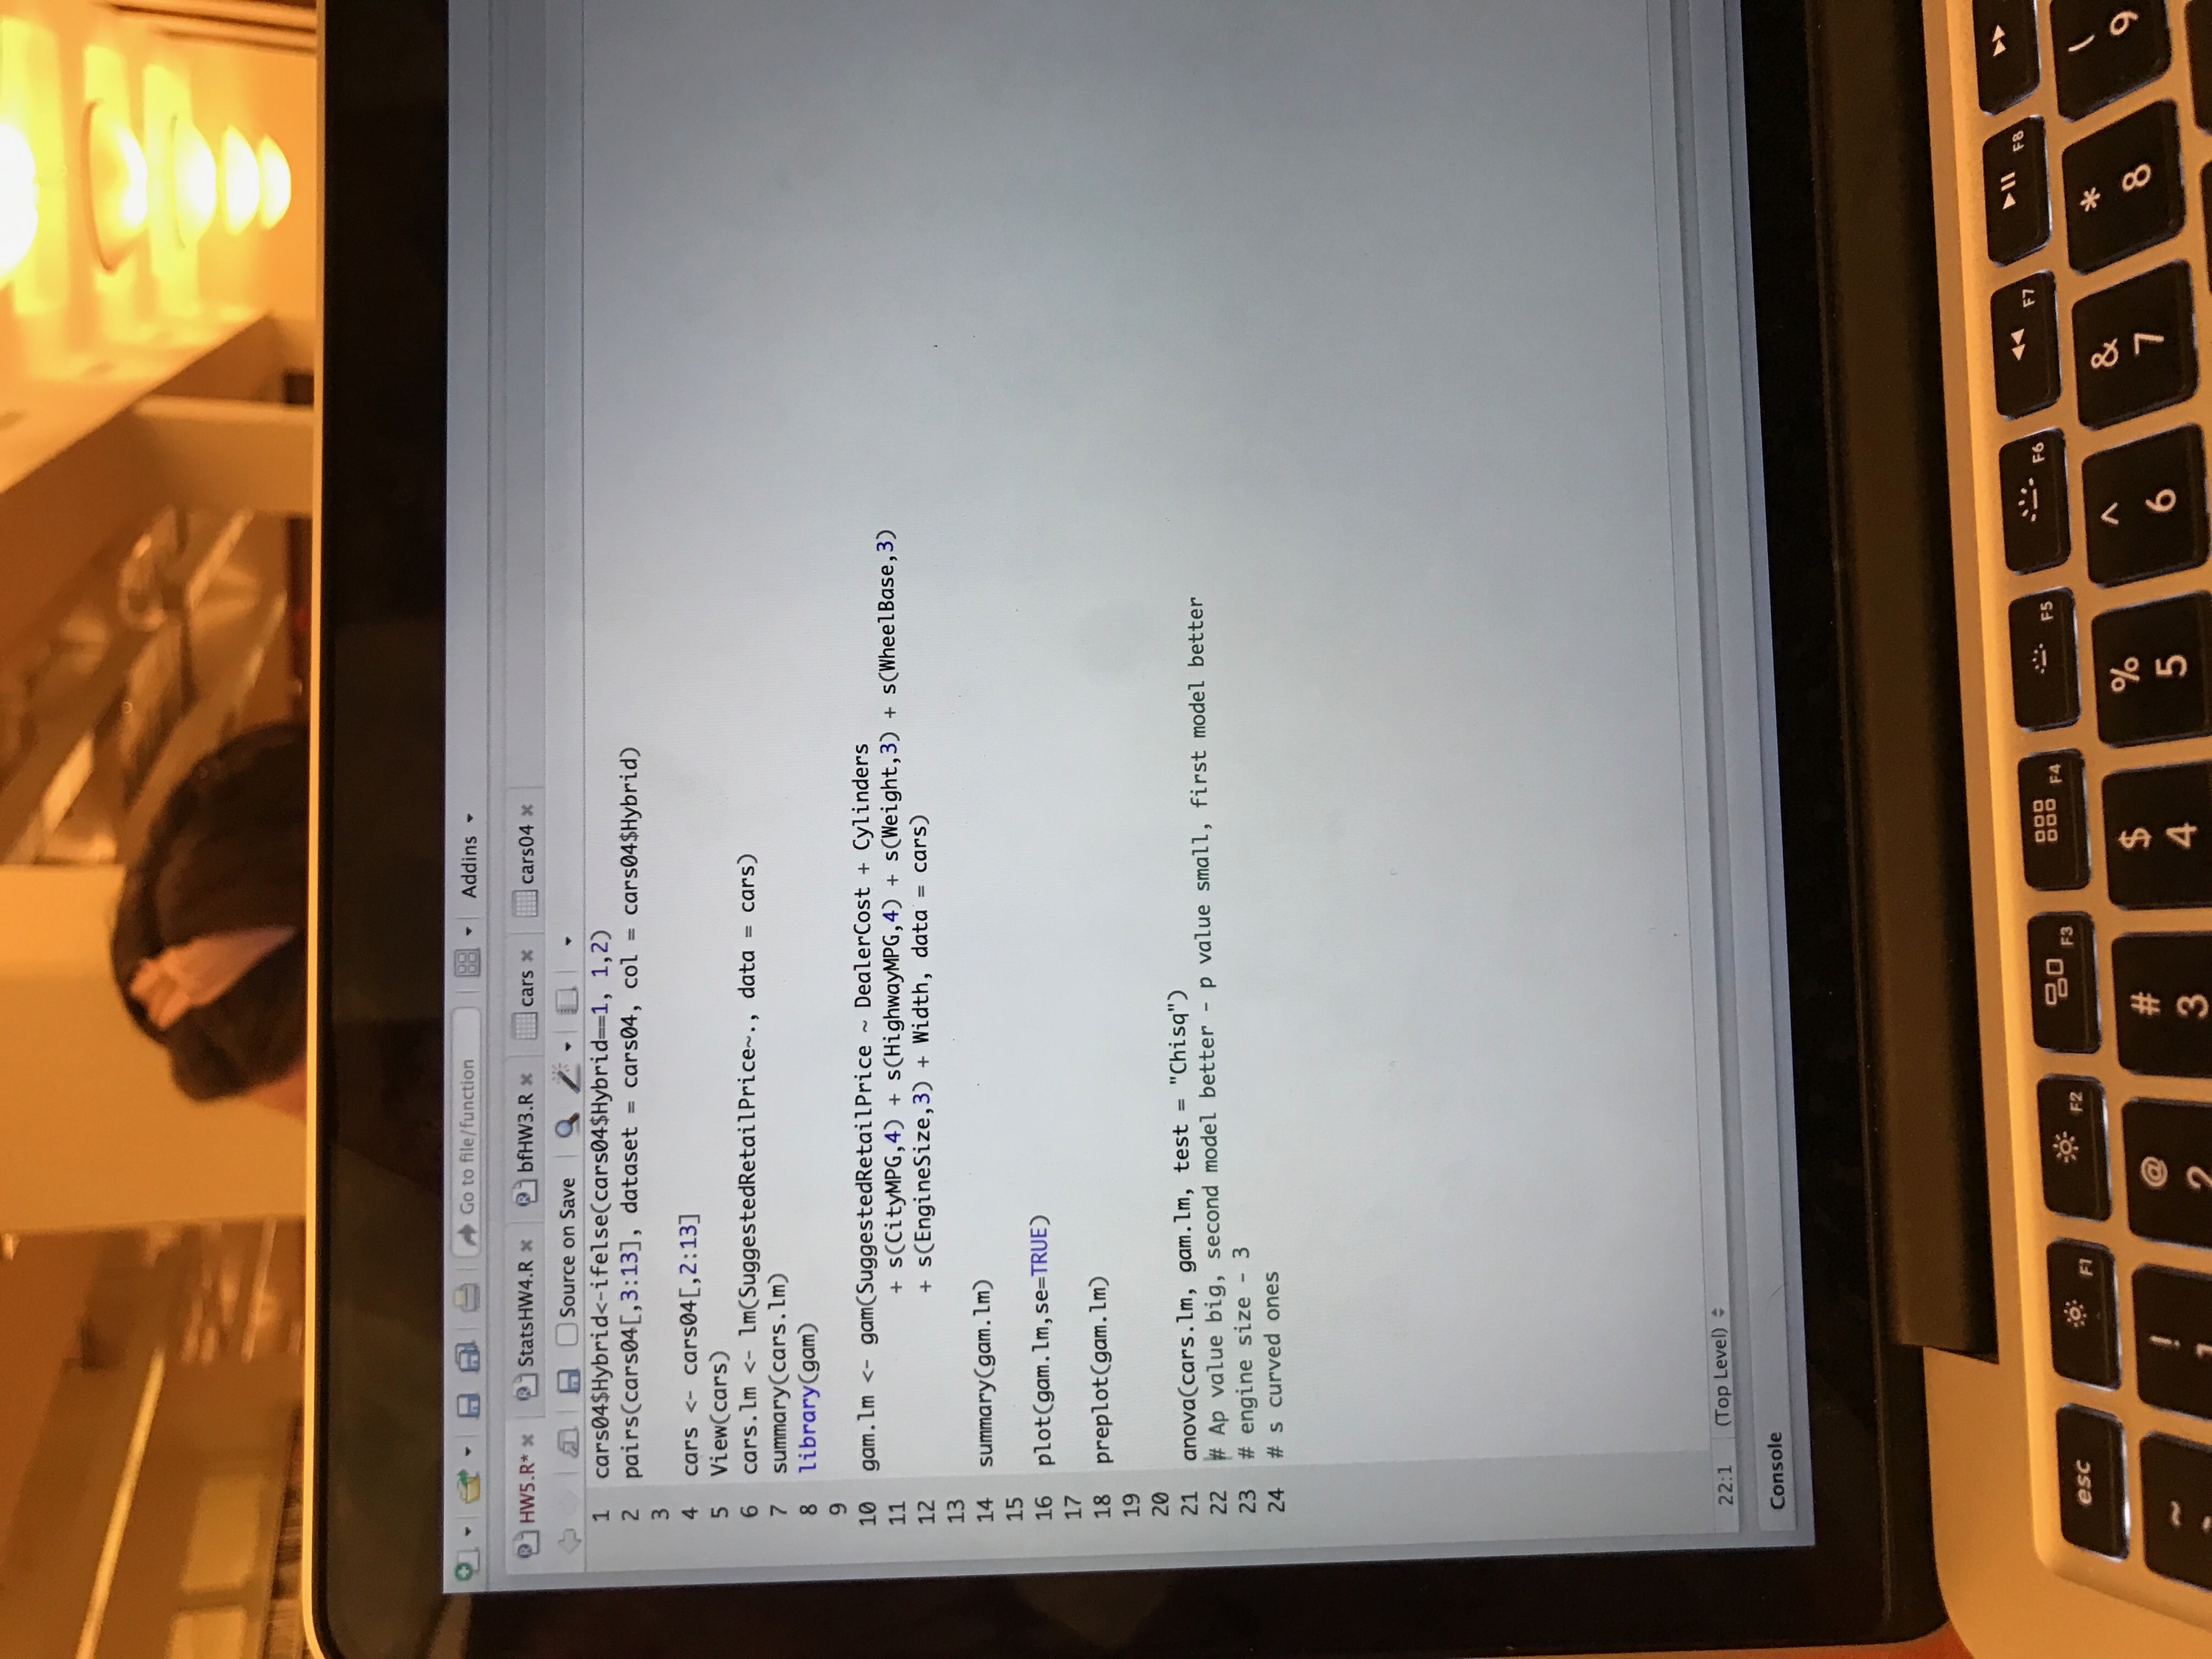 Go to file/function Addins
HW5.R* StatsHW4.R bfHW3.R cars cars04
Source on Save
1 cars04$Hybrid<-ifelse(cars04$Hybrid==1, 1,2)
2 pairs(cars04[,3:13], dataset = cars04, col = cars04$Hybrid)
3
4 cars <- cars04[,2:13]
5 View(cars)
6 cars.lm <- lm(SuggestedRetailPrice~., data = cars)
7 summary(cars.lm)
8 library(gam)
9
10 gam.lm <- gam(SuggestedRetailPrice ~ DealerCost + Cylinders
11 + s(CityMPG,4) + s(HighwayMPG,4) + s(Weight,3) + s(WheelBase,3)
12 + s(EngineSize,3) + Width, data = cars)
13
14 summary(gam.lm)
15
16 plot(gam.lm,se=TRUE)
17
18 preplot(gam.lm)
19
20
21 anova(cars.lm, gam.lm, test = "Chisq")
22 # Ap value big, second model better - p value small, first model better
23 # engine size - 3
24 # s curved ones
22:1 (Top Level)
Console
esc F1 F2 F3 F4 F5 F6 F7 F8
~ ! @ # $ % ^ & * (
1 2 3 4 5 6 7 8 9